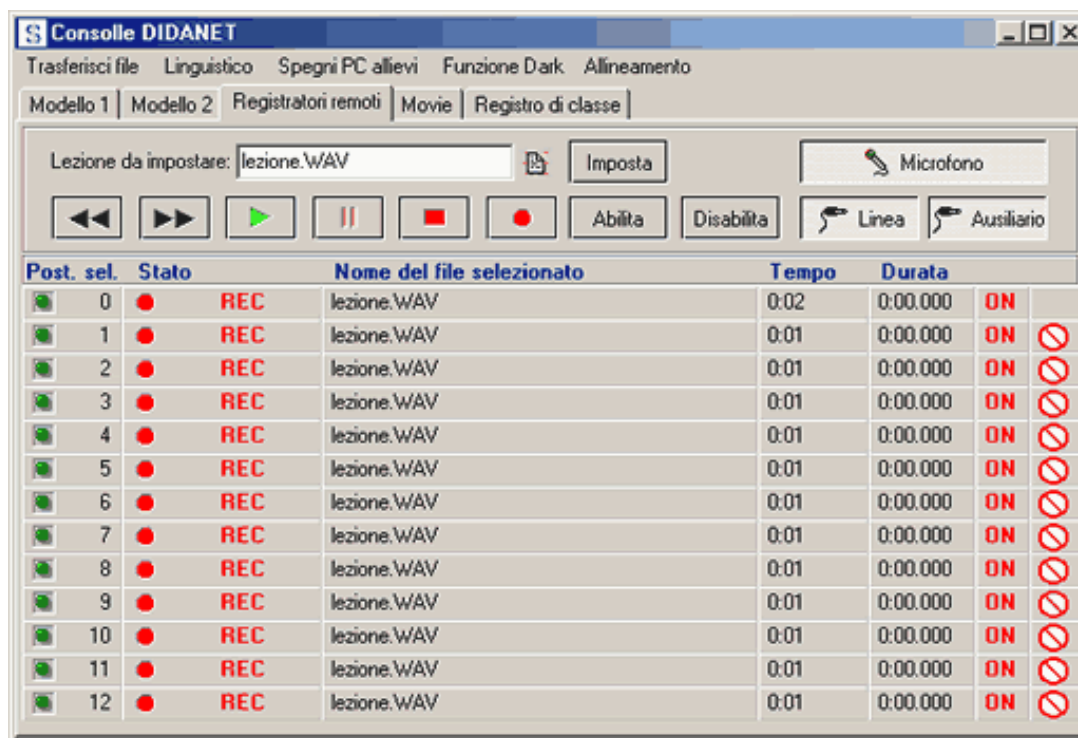 Consolle DIDANET
Trasferisci file Linguistico Spegni PC allievi Funzione Dark Allineamento
Modello 1 Modello 2 Registratori remoti Movie Registro di classe
Lezione da impostare: lezione.WAV Imposta Microfono
Abilita Disabilita Linea Ausiliario
Post. sel. Stato Nome del file selezionato Tempo Durata
0 REC lezione.WAV 0:02 0:00.000 ON
1 REC lezione.WAV 0:01 0:00.000 ON
2 REC lezione.WAV 0:01 0:00.000 ON
3 REC lezione.WAV 0:01 0:00.000 ON
4 REC lezione.WAV 0:01 0:00.000 ON
5 REC lezione.WAV 0:01 0:00.000 ON
6 REC lezione.WAV 0:01 0:00.000 ON
7 REC lezione.WAV 0:01 0:00.000 ON
8 REC lezione.WAV 0:01 0:00.000 ON
9 REC lezione.WAV 0:01 0:00.000 ON
10 REC lezione.WAV 0:01 0:00.000 ON
11 REC lezione.WAV 0:01 0:00.000 ON
12 REC lezione.WAV 0:01 0:00.000 ON